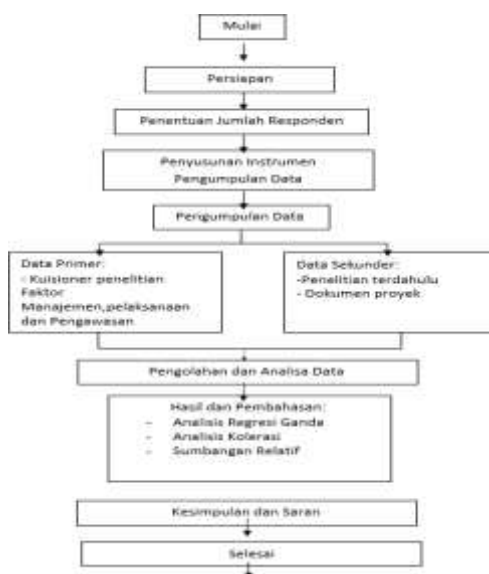 Mulai
Persiapan
Penentuan Jumlah Responden
Penyusunan Instrumen
Pengumpulan Data
Pengumpulan Data
Data Primer:
- Kuisioner penelitian
Faktor
Manajemen,pelaksanaan
dan Pengawasan
Data Sekunder:
-Penelitian terdahulu
- Dokumen proyek
Pengolahan dan Analisa Data
Hasil dan Pembahasan:
- Analisis Regresi Ganda
- Analisis Kolerasi
- Sumbangan Relatif
Kesimpulan dan Saran
Selesai